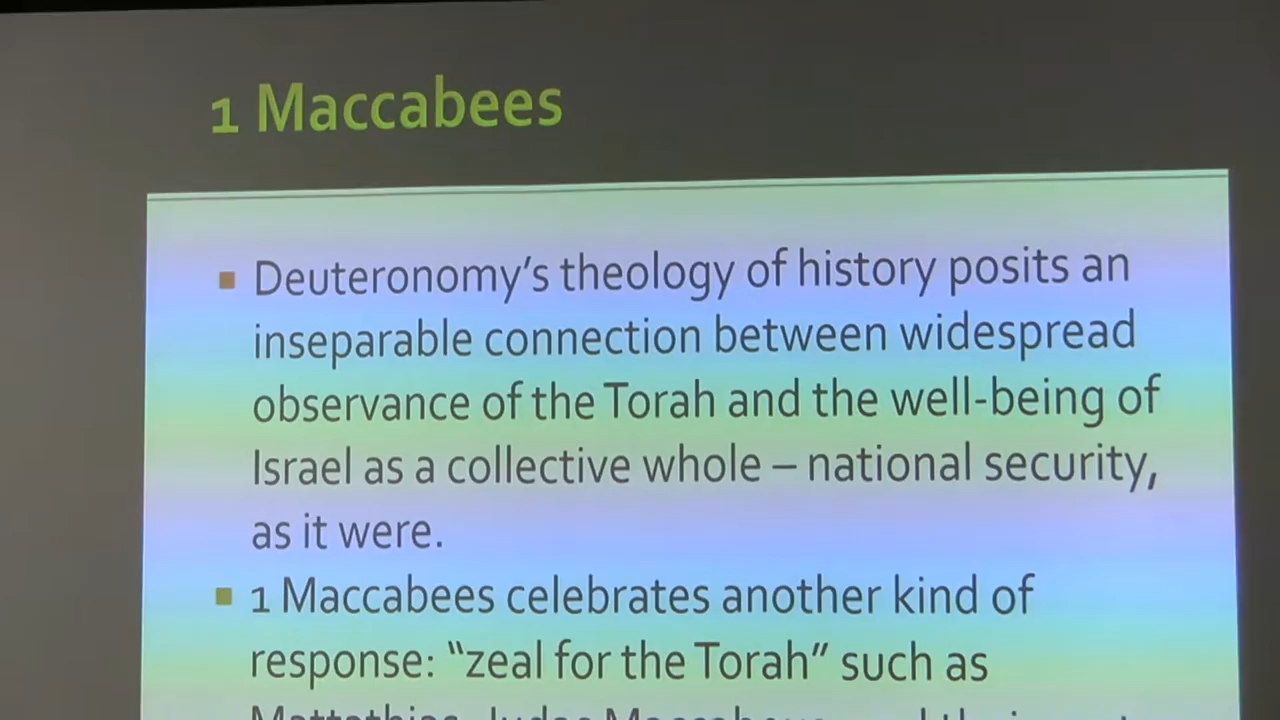 1 Maccabees
Deuteronomy's theology of history posits an
inseparable connection between widespread
observance of the Torah and the well-being of
Israel as a collective whole – national security,
as it were.
1 Maccabees celebrates another kind of
response: "zeal for the Torah" such as